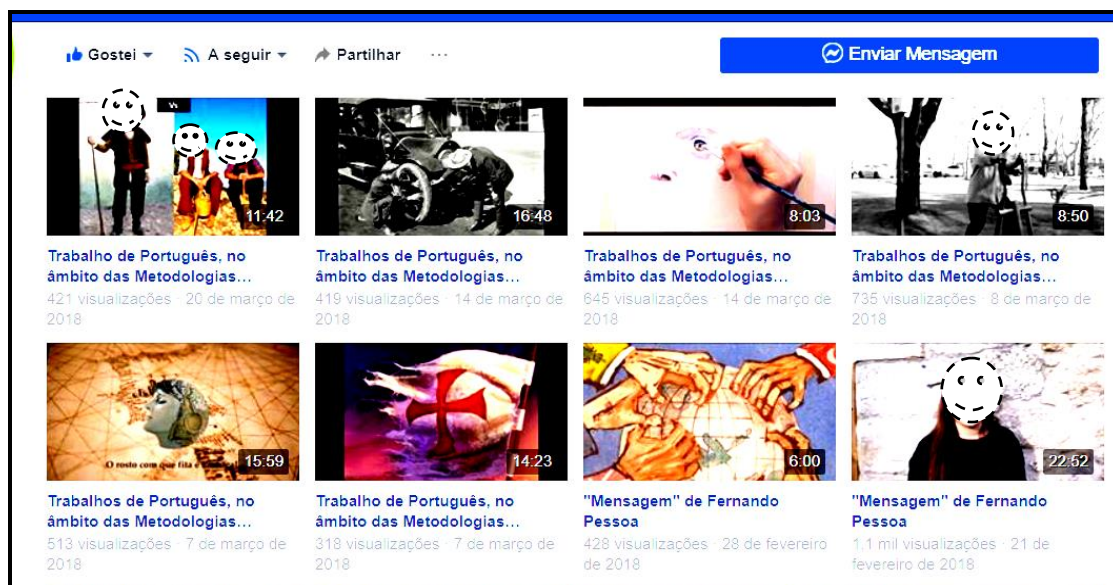 Gostei A seguir Partilhar ... Enviar Mensagem
Vs
11:42
16:48
8:03
8:50
Trabalho de Português, no
âmbito das Metodologias...
421 visualizações · 20 de março de
2018
Trabalhos de Português, no
âmbito das Metodologias...
419 visualizações · 14 de março de
2018
Trabalhos de Português, no
âmbito das Metodologias...
645 visualizações · 14 de março de
2018
Trabalhos de Português, no
âmbito das Metodologias...
735 visualizações · 8 de março de
2018
O rosto com que fita é
15:59
14:23
6:00
22:52
Trabalhos de Português, no
âmbito das Metodologias...
513 visualizações · 7 de março de
2018
Trabalho de Português, no
âmbito das Metodologias...
318 visualizações · 7 de março de
2018
"Mensagem" de Fernando
Pessoa
428 visualizações · 28 de fevereiro
de 2018
"Mensagem" de Fernando
Pessoa
1,1 mil visualizações · 21 de
fevereiro de 2018